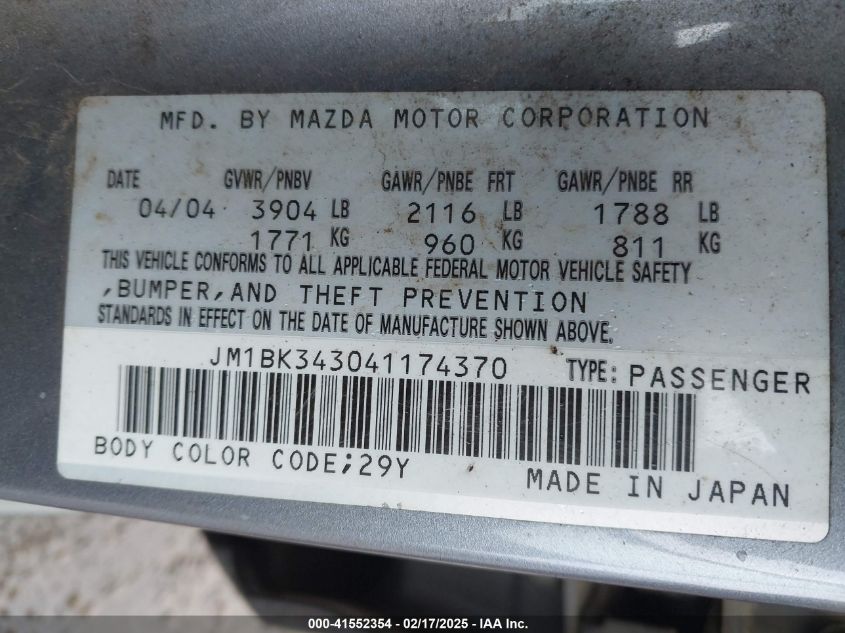 MFD. BY MAZDA MOTOR CORPORATION
DATE GVWR/PNBV GAWR/PNBE FRT GAWR/PNBE RR
04/04 3904 LB 2116 LB 1788 LB
1771 KG 960 KG 811 KG
THIS VEHICLE CONFORMS TO ALL APPLICABLE FEDERAL MOTOR VEHICLE SAFETY
,BUMPER,AND THEFT PREVENTION
STANDARDS IN EFFECT ON THE DATE OF MANUFACTURE SHOWN ABOVE.
JM1BK343041174370 TYPE: PASSENGER
BODY COLOR CODE;29Y
MADE IN JAPAN
000-41552354 - 02/17/2025 - IAA Inc.